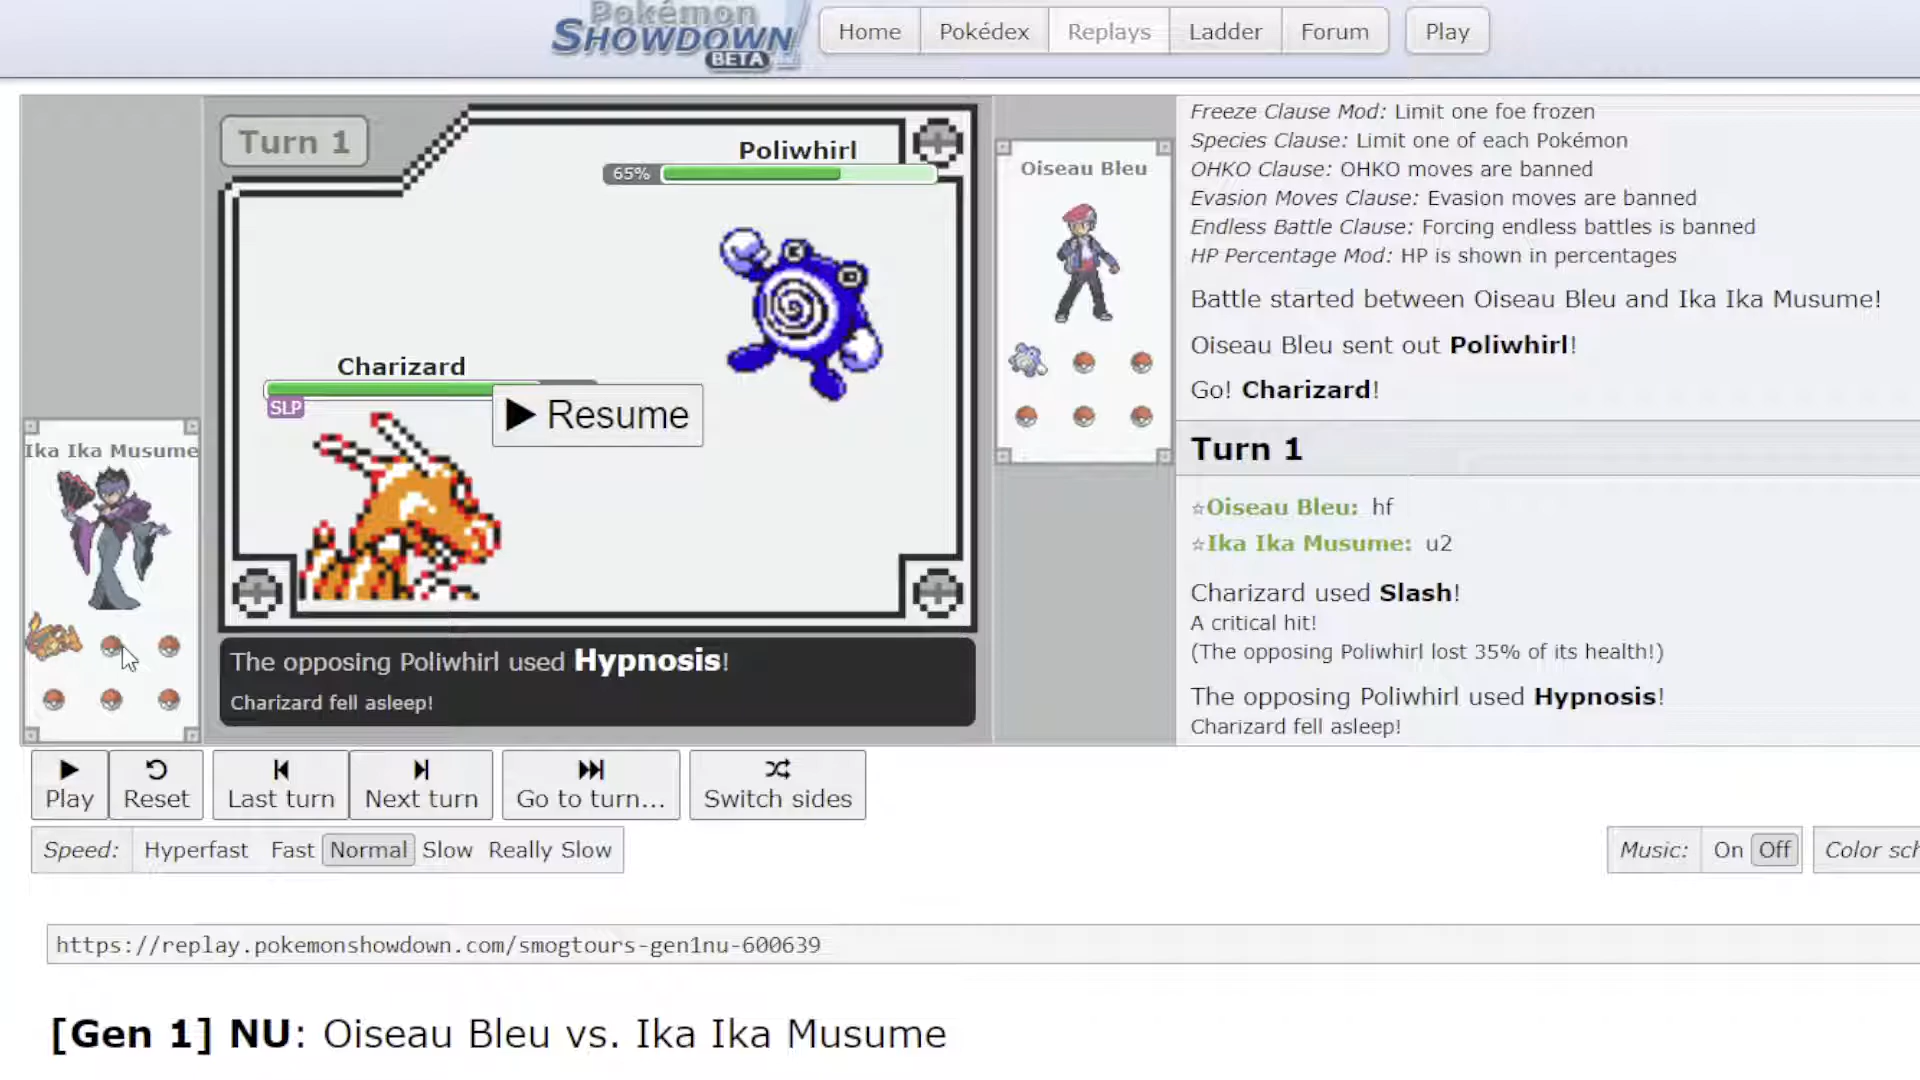 Pokémon
SHOWDOWN
BETA
Home
Pokédex
Replays
Ladder
Forum
Play
Turn 1
Poliwhirl
65%
Charizard
SLP
Resume
Ika Ika Musume
Oiseau Bleu
The opposing Poliwhirl used Hypnosis!
Charizard fell asleep!
Freeze Clause Mod: Limit one foe frozen
Species Clause: Limit one of each Pokémon
OHKO Clause: OHKO moves are banned
Evasion Moves Clause: Evasion moves are banned
Endless Battle Clause: Forcing endless battles is banned
HP Percentage Mod: HP is shown in percentages
Battle started between Oiseau Bleu and Ika Ika Musume!
Oiseau Bleu sent out Poliwhirl!
Go! Charizard!
Turn 1
☆Oiseau Bleu: hf
☆Ika Ika Musume: u2
Charizard used Slash!
A critical hit!
(The opposing Poliwhirl lost 35% of its health!)
The opposing Poliwhirl used Hypnosis!
Charizard fell asleep!
Play
Reset
Last turn
Next turn
Go to turn...
Switch sides
Speed: Hyperfast Fast Normal Slow Really Slow
Music: On Off
Color sch
https://replay.pokemonshowdown.com/smogtours-gen1nu-600639
[Gen 1] NU: Oiseau Bleu vs. Ika Ika Musume